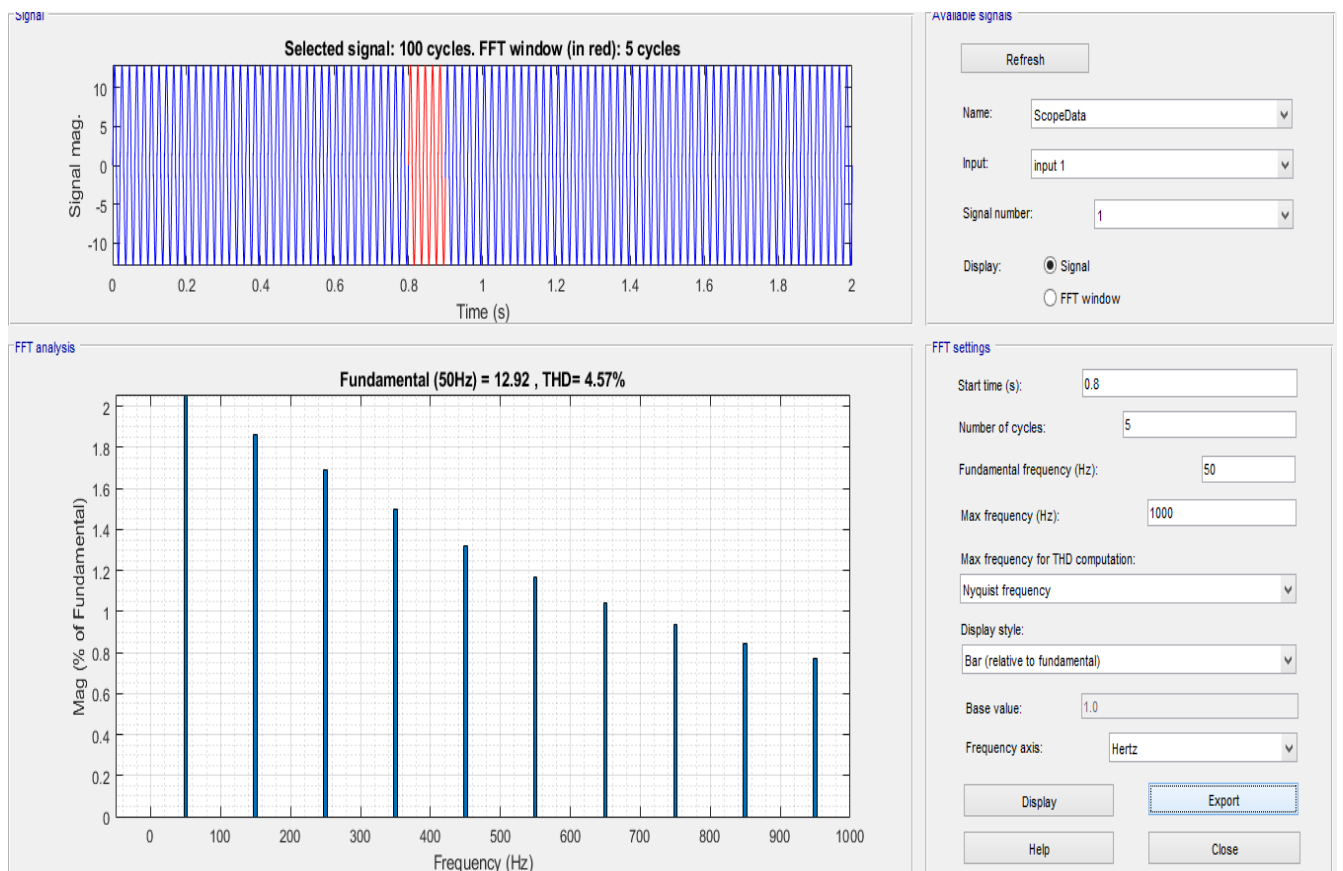 Signal
Selected signal: 100 cycles. FFT window (in red): 5 cycles
10
5
0
-5
-10
Signal mag.
0 0.2 0.4 0.6 0.8 1 1.2 1.4 1.6 1.8 2
Time (s)
Available signals
Refresh
Name: ScopeData
Input: input 1
Signal number: 1
Display: Signal
FFT window
FFT analysis
Fundamental (50Hz) = 12.92 , THD= 4.57%
2
1.8
1.6
1.4
1.2
1
0.8
0.6
0.4
0.2
0
Mag (% of Fundamental)
0 100 200 300 400 500 600 700 800 900 1000
Frequency (Hz)
FFT settings
Start time (s): 0.8
Number of cycles: 5
Fundamental frequency (Hz): 50
Max frequency (Hz): 1000
Max frequency for THD computation:
Nyquist frequency
Display style:
Bar (relative to fundamental)
Base value: 1.0
Frequency axis: Hertz
Display Export
Help Close